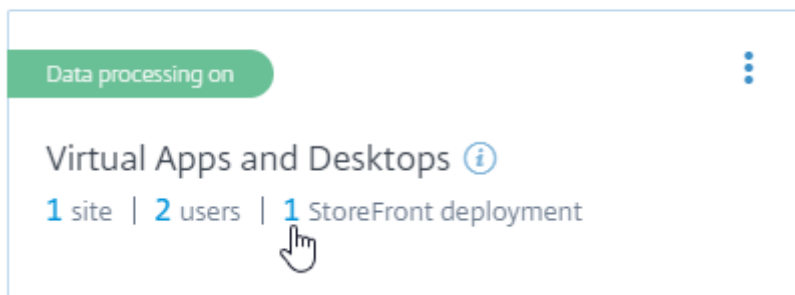 Data processing on
Virtual Apps and Desktops i
1 site | 2 users | 1 StoreFront deployment